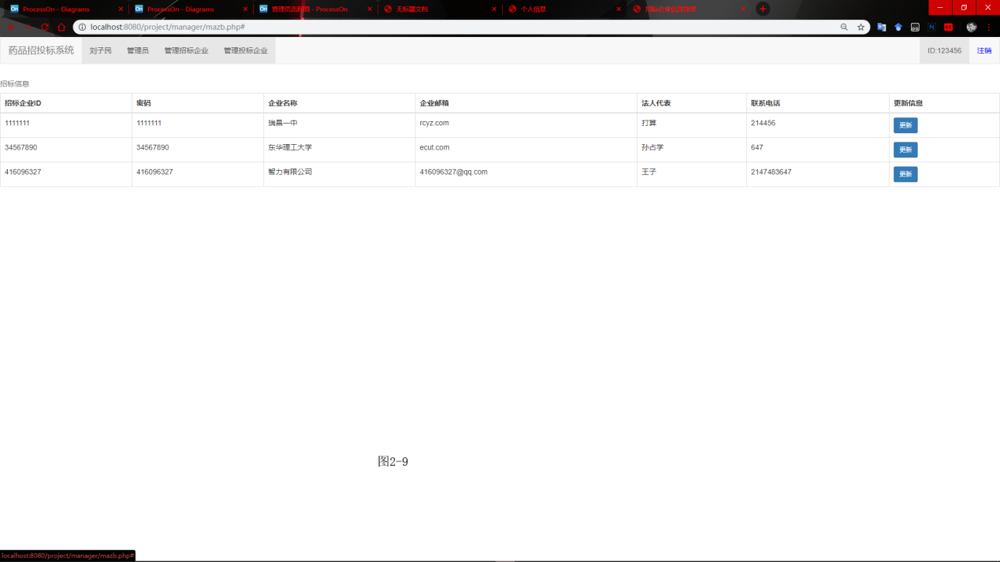 ProcessOn - Diagrams ProcessOn - Diagrams 管理员流程图 - ProcessOn 无标题文档 个人信息 招标企业信息管理
localhost:8080/project/manager/mazb.php#
药品招投标系统 刘子民 管理员 管理招标企业 管理投标企业 ID:123456 注销
招标信息
招标企业ID 密码 企业名称 企业邮箱 法人代表 联系电话 更新信息
1111111 1111111 瑞昌一中 rcyz.com 打算 214456 更新
34567890 34567890 东华理工大学 ecut.com 孙占学 647 更新
416096327 416096327 智力有限公司 416096327@qq.com 王子 2147483647 更新
图2-9
localhost:8080/project/manager/mazb.php#